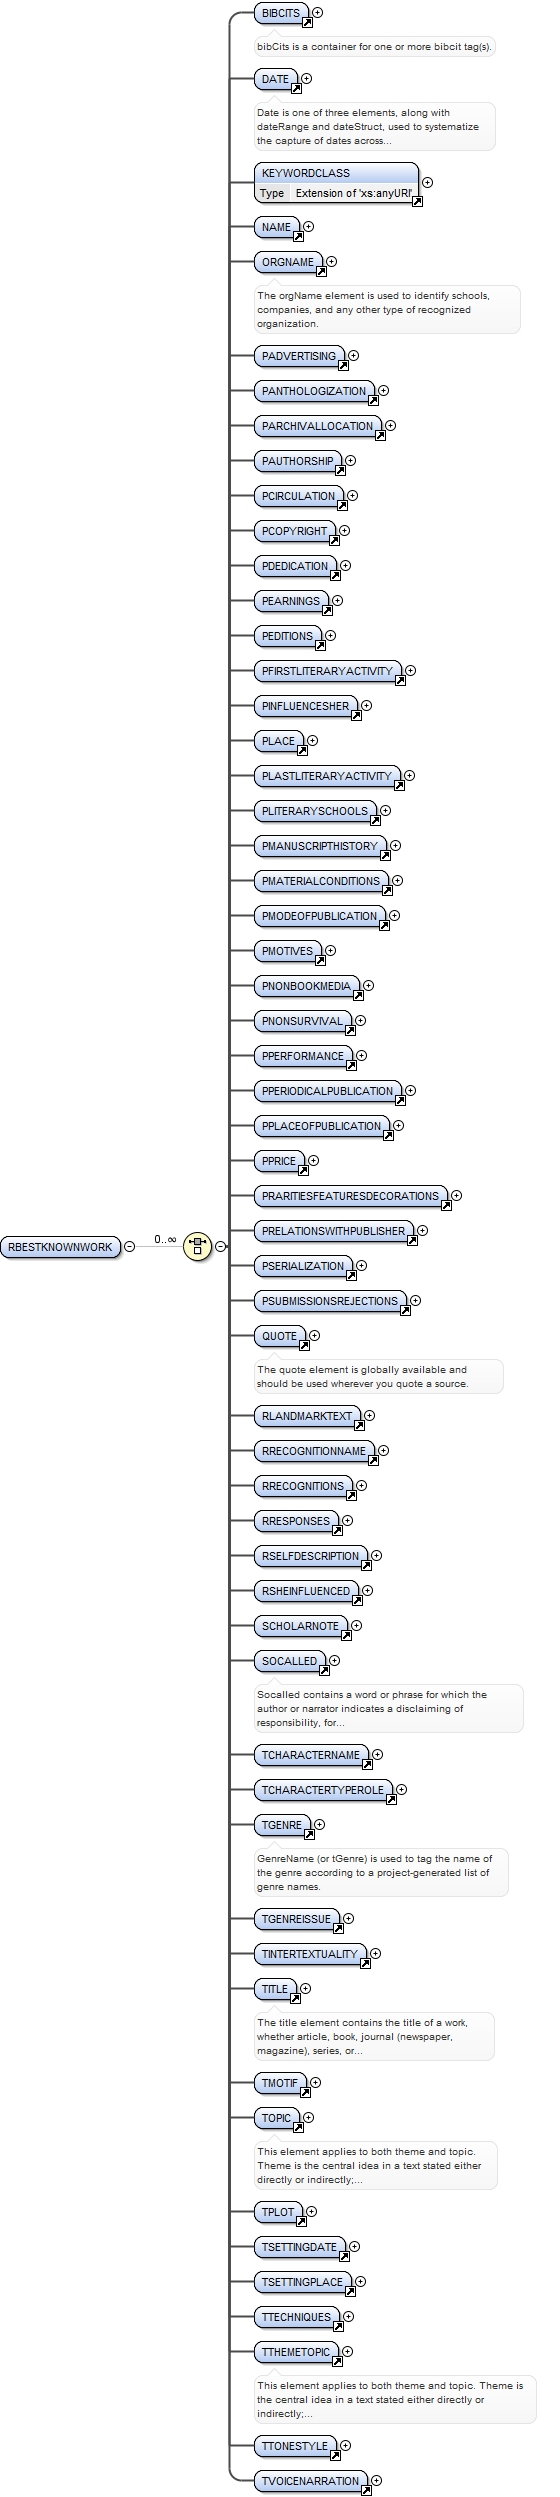 BIBCITS
bibCits is a container for one or more bibcit tag(s).
DATE
Date is one of three elements, along with
dateRange and dateStruct, used to systematize
the capture of dates across...
KEYWORDCLASS
Type Extension of 'xs:anyURI'
NAME
ORGNAME
The orgName element is used to identify schools,
companies, and any other type of recognized
organization.
PADVERTISING
PANTHOLOGIZATION
PARCHIVALLOCATION
PAUTHORSHIP
PCIRCULATION
PCOPYRIGHT
PDEDICATION
PEARNINGS
PEDITIONS
PFIRSTLITERARYACTIVITY
PINFLUENCESHER
PLACE
PLASTLITERARYACTIVITY
PLITERARYSCHOOLS
PMANUSCRIPTHISTORY
PMATERIALCONDITIONS
PMODEOFPUBLICATION
PMOTIVES
PNONBOOKMEDIA
PNONSURVIVAL
PPERFORMANCE
PPERIODICALPUBLICATION
PPLACEOFPUBLICATION
PPRICE
PRARITIESFEATURESDECORATIONS
PRELATIONSWITHPUBLISHER
RBESTKNOWNWORK 0..∞
PSERIALIZATION
PSUBMISSIONSREJECTIONS
QUOTE
The quote element is globally available and
should be used wherever you quote a source.
RLANDMARKTEXT
RRECOGNITIONNAME
RRECOGNITIONS
RRESPONSES
RSELFDESCRIPTION
RSHEINFLUENCED
SCHOLARNOTE
SOCALLED
Socalled contains a word or phrase for which the
author or narrator indicates a disclaiming of
responsibility, for...
TCHARACTERNAME
TCHARACTERTYPEROLE
TGENRE
GenreName (or tGenre) is used to tag the name of
the genre according to a project-generated list of
genre names.
TGENREISSUE
TINTERTEXTUALITY
TITLE
The title element contains the title of a work,
whether article, book, journal (newspaper,
magazine), series, or...
TMOTIF
TOPIC
This element applies to both theme and topic.
Theme is the central idea in a text stated either
directly or indirectly;...
TPLOT
TSETTINGDATE
TSETTINGPLACE
TTECHNIQUES
TTHEMETOPIC
This element applies to both theme and topic. Theme is
the central idea in a text stated either directly or
indirectly;...
TTONESTYLE
TVOICENARRATION